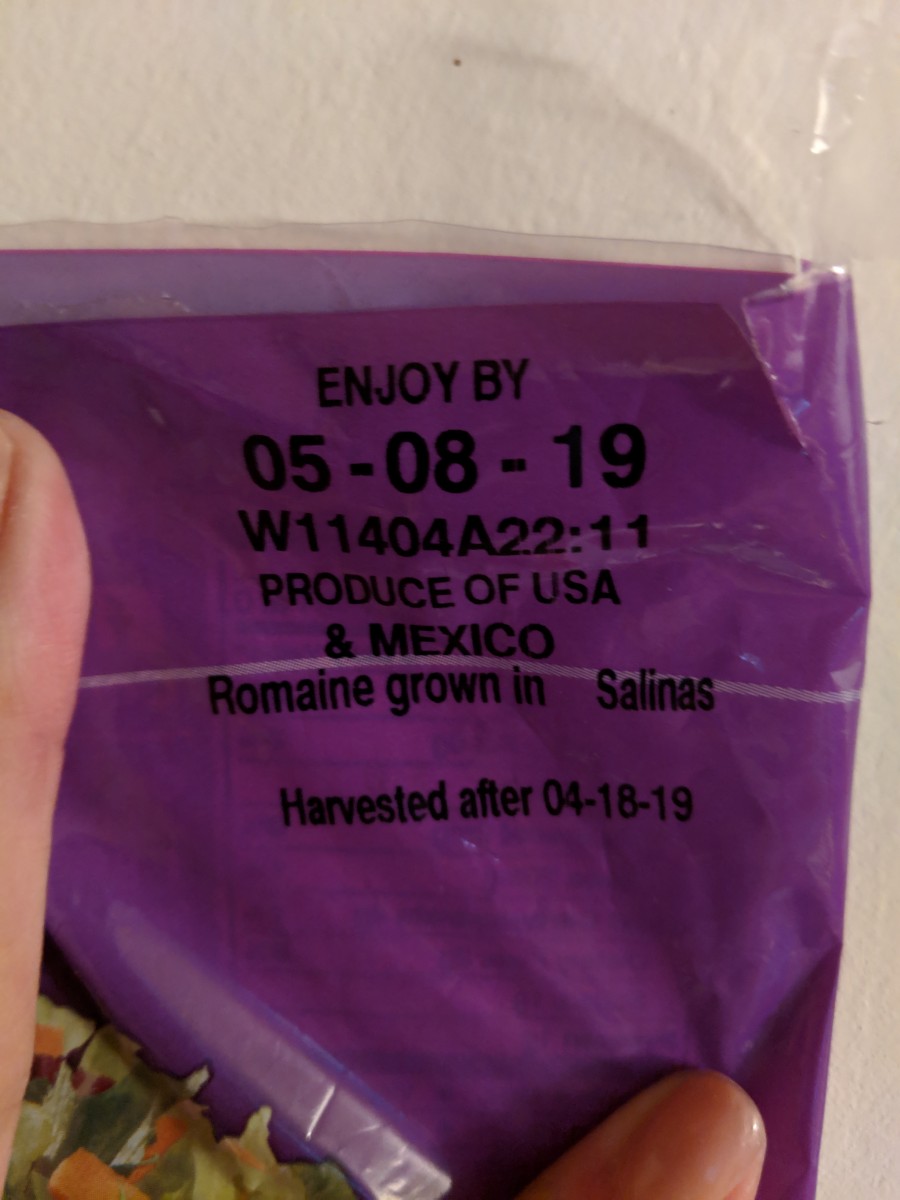 ENJOY BY
05-08-19
W11404A22:11
PRODUCE OF USA
& MEXICO
Romaine grown in Salinas
Harvested after 04-18-19